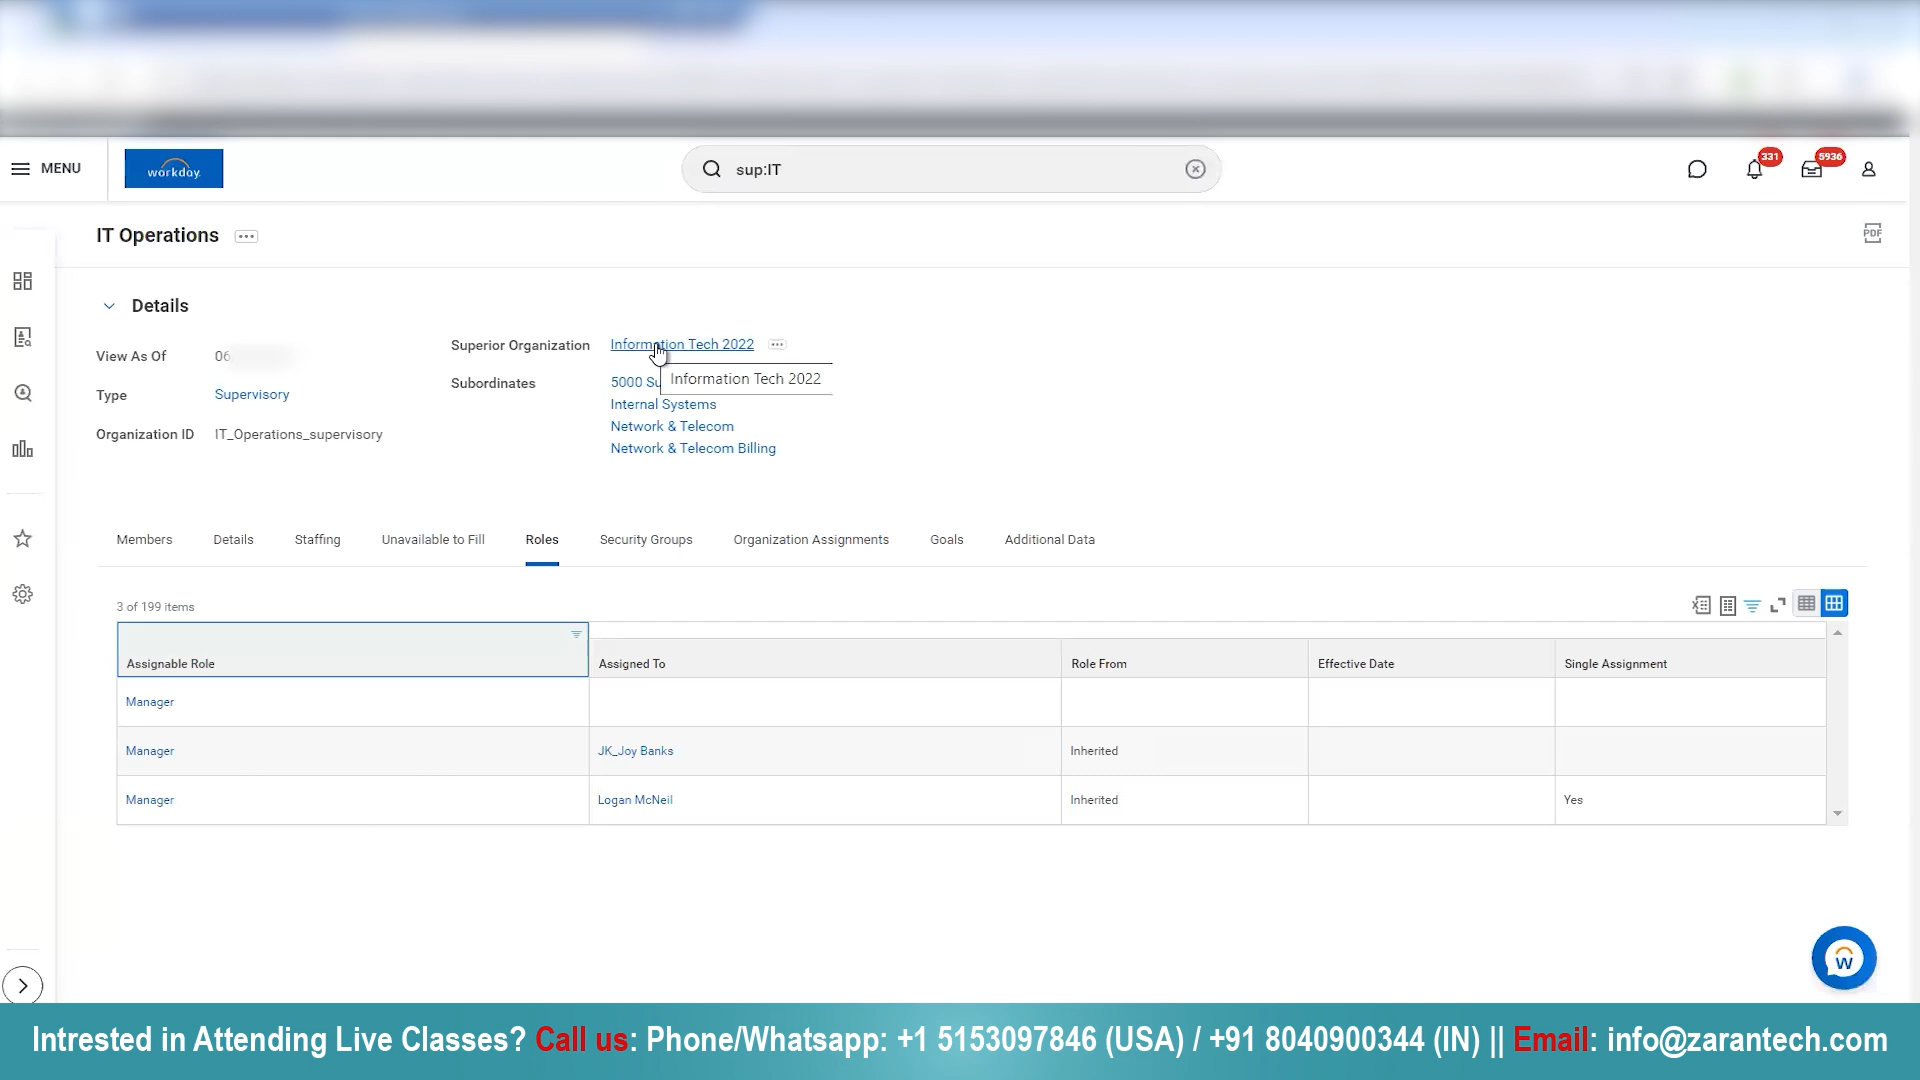 MENU
workday.
sup:IT
331
5936
IT Operations
PDF
Details
View As Of
06
Type
Supervisory
Organization ID
IT_Operations_supervisory
Superior Organization
Information Tech 2022
Subordinates
5000 Su
Information Tech 2022
Internal Systems
Network & Telecom
Network & Telecom Billing
Members
Details
Staffing
Unavailable to Fill
Roles
Security Groups
Organization Assignments
Goals
Additional Data
3 of 199 items
Assignable Role
Assigned To
Role From
Effective Date
Single Assignment
Manager
Manager
JK_Joy Banks
Inherited
Manager
Logan McNeil
Inherited
Yes
W
Intrested in Attending Live Classes? Call us: Phone/Whatsapp: +1 5153097846 (USA) / +91 8040900344 (IN) || Email: info@zarantech.com